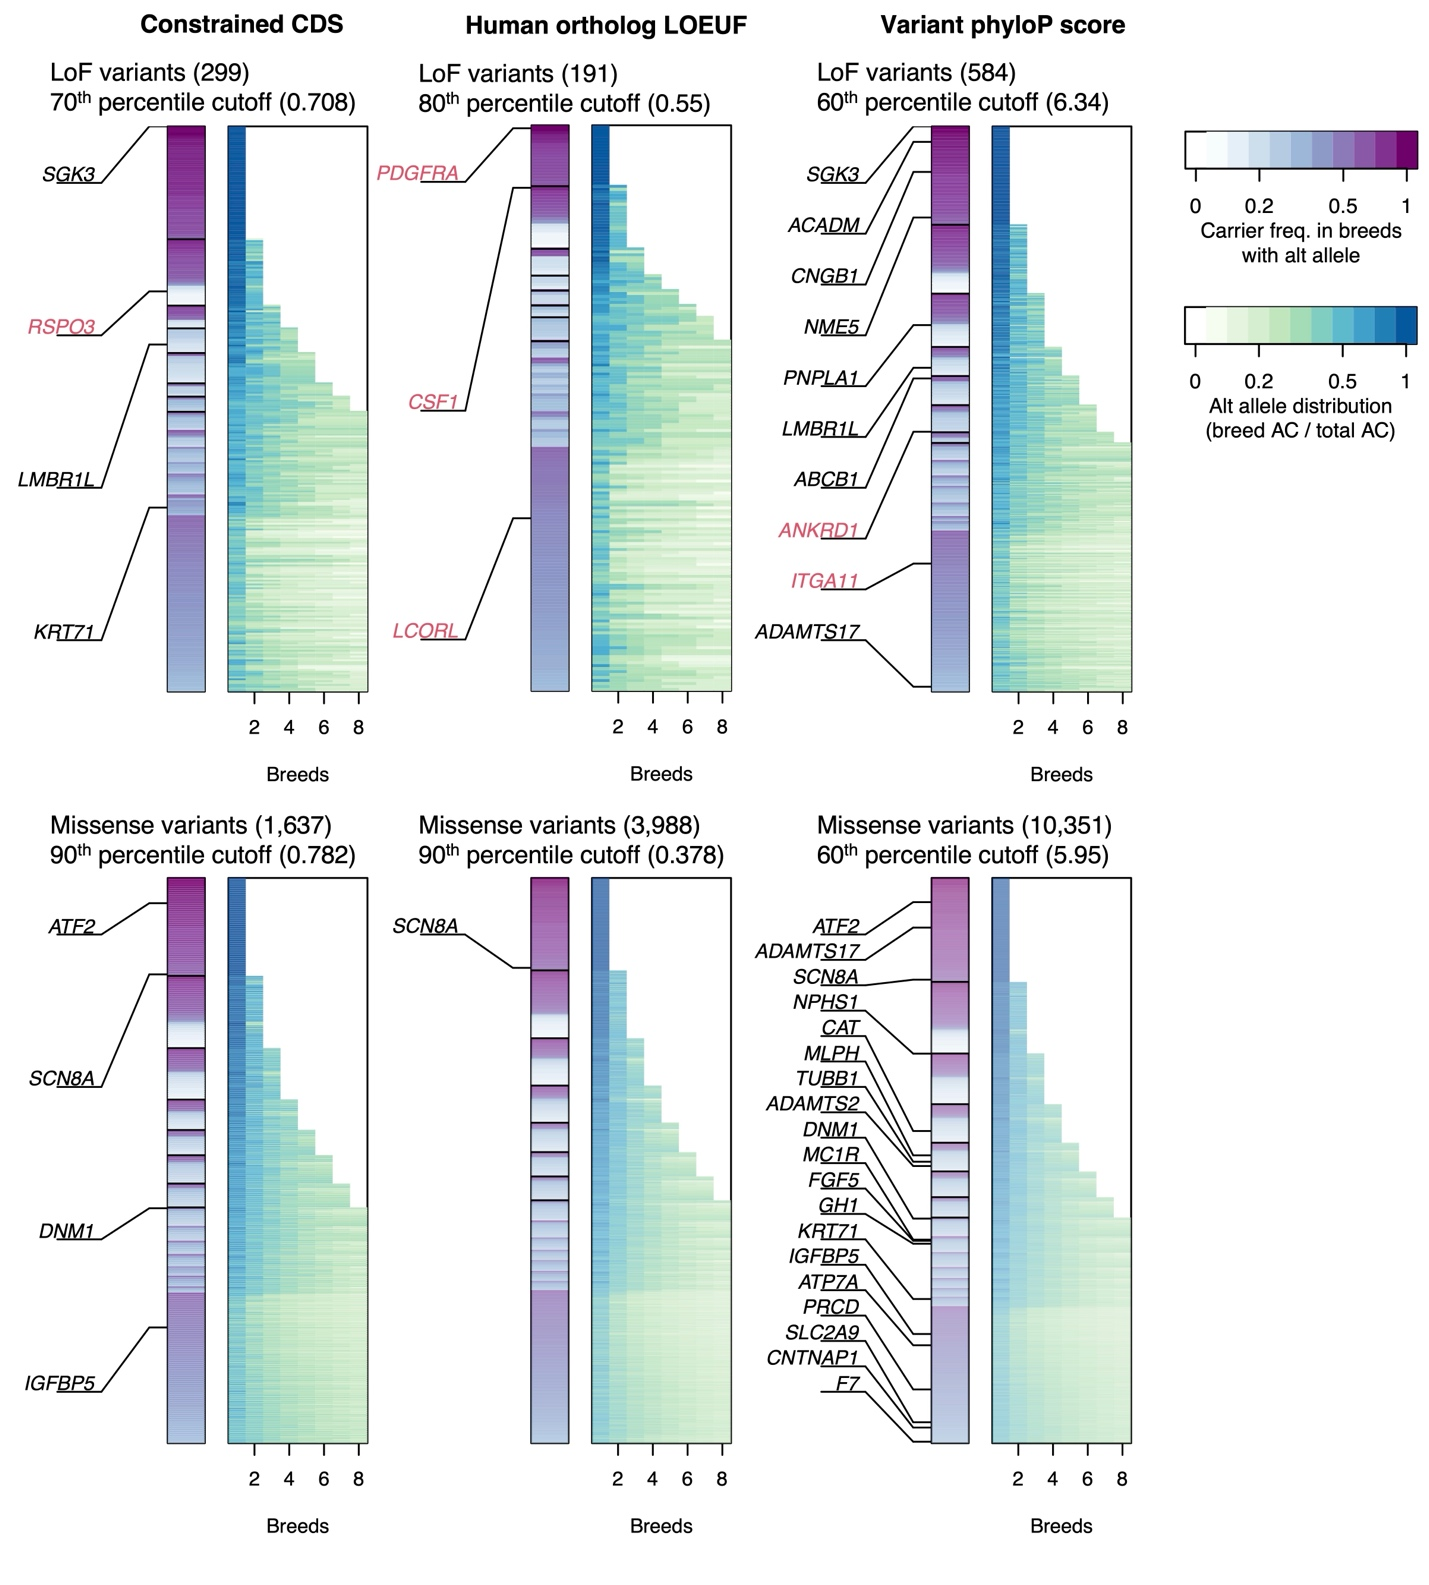 Constrained CDS
Human ortholog LOEUF
Variant phyloP score
LoF variants (299)
70th percentile cutoff (0.708)
SGK3
RSPO3
LMBR1L
KRT71
2 4 6 8
Breeds
LoF variants (191)
80th percentile cutoff (0.55)
PDGFRA
CSF1
LCORL
2 4 6 8
Breeds
LoF variants (584)
60th percentile cutoff (6.34)
SGK3
ACADM
CNGB1
NME5
PNPLA1
LMBR1L
ABCB1
ANKRD1
ITGA11
ADAMTS17
2 4 6 8
Breeds
0 0.2 0.5 1
Carrier freq. in breeds
with alt allele
0 0.2 0.5 1
Alt allele distribution
(breed AC / total AC)
Missense variants (1,637)
90th percentile cutoff (0.782)
ATF2
SCN8A
DNM1
IGFBP5
2 4 6 8
Breeds
Missense variants (3,988)
90th percentile cutoff (0.378)
SCN8A
2 4 6 8
Breeds
Missense variants (10,351)
60th percentile cutoff (5.95)
ATF2
ADAMTS17
SCN8A
NPHS1
CAT
MLPH
TUBB1
ADAMTS2
DNM1
MC1R
FGF5
GH1
KRT71
IGFBP5
ATP7A
PRCD
SLC2A9
CNTNAP1
F7
2 4 6 8
Breeds